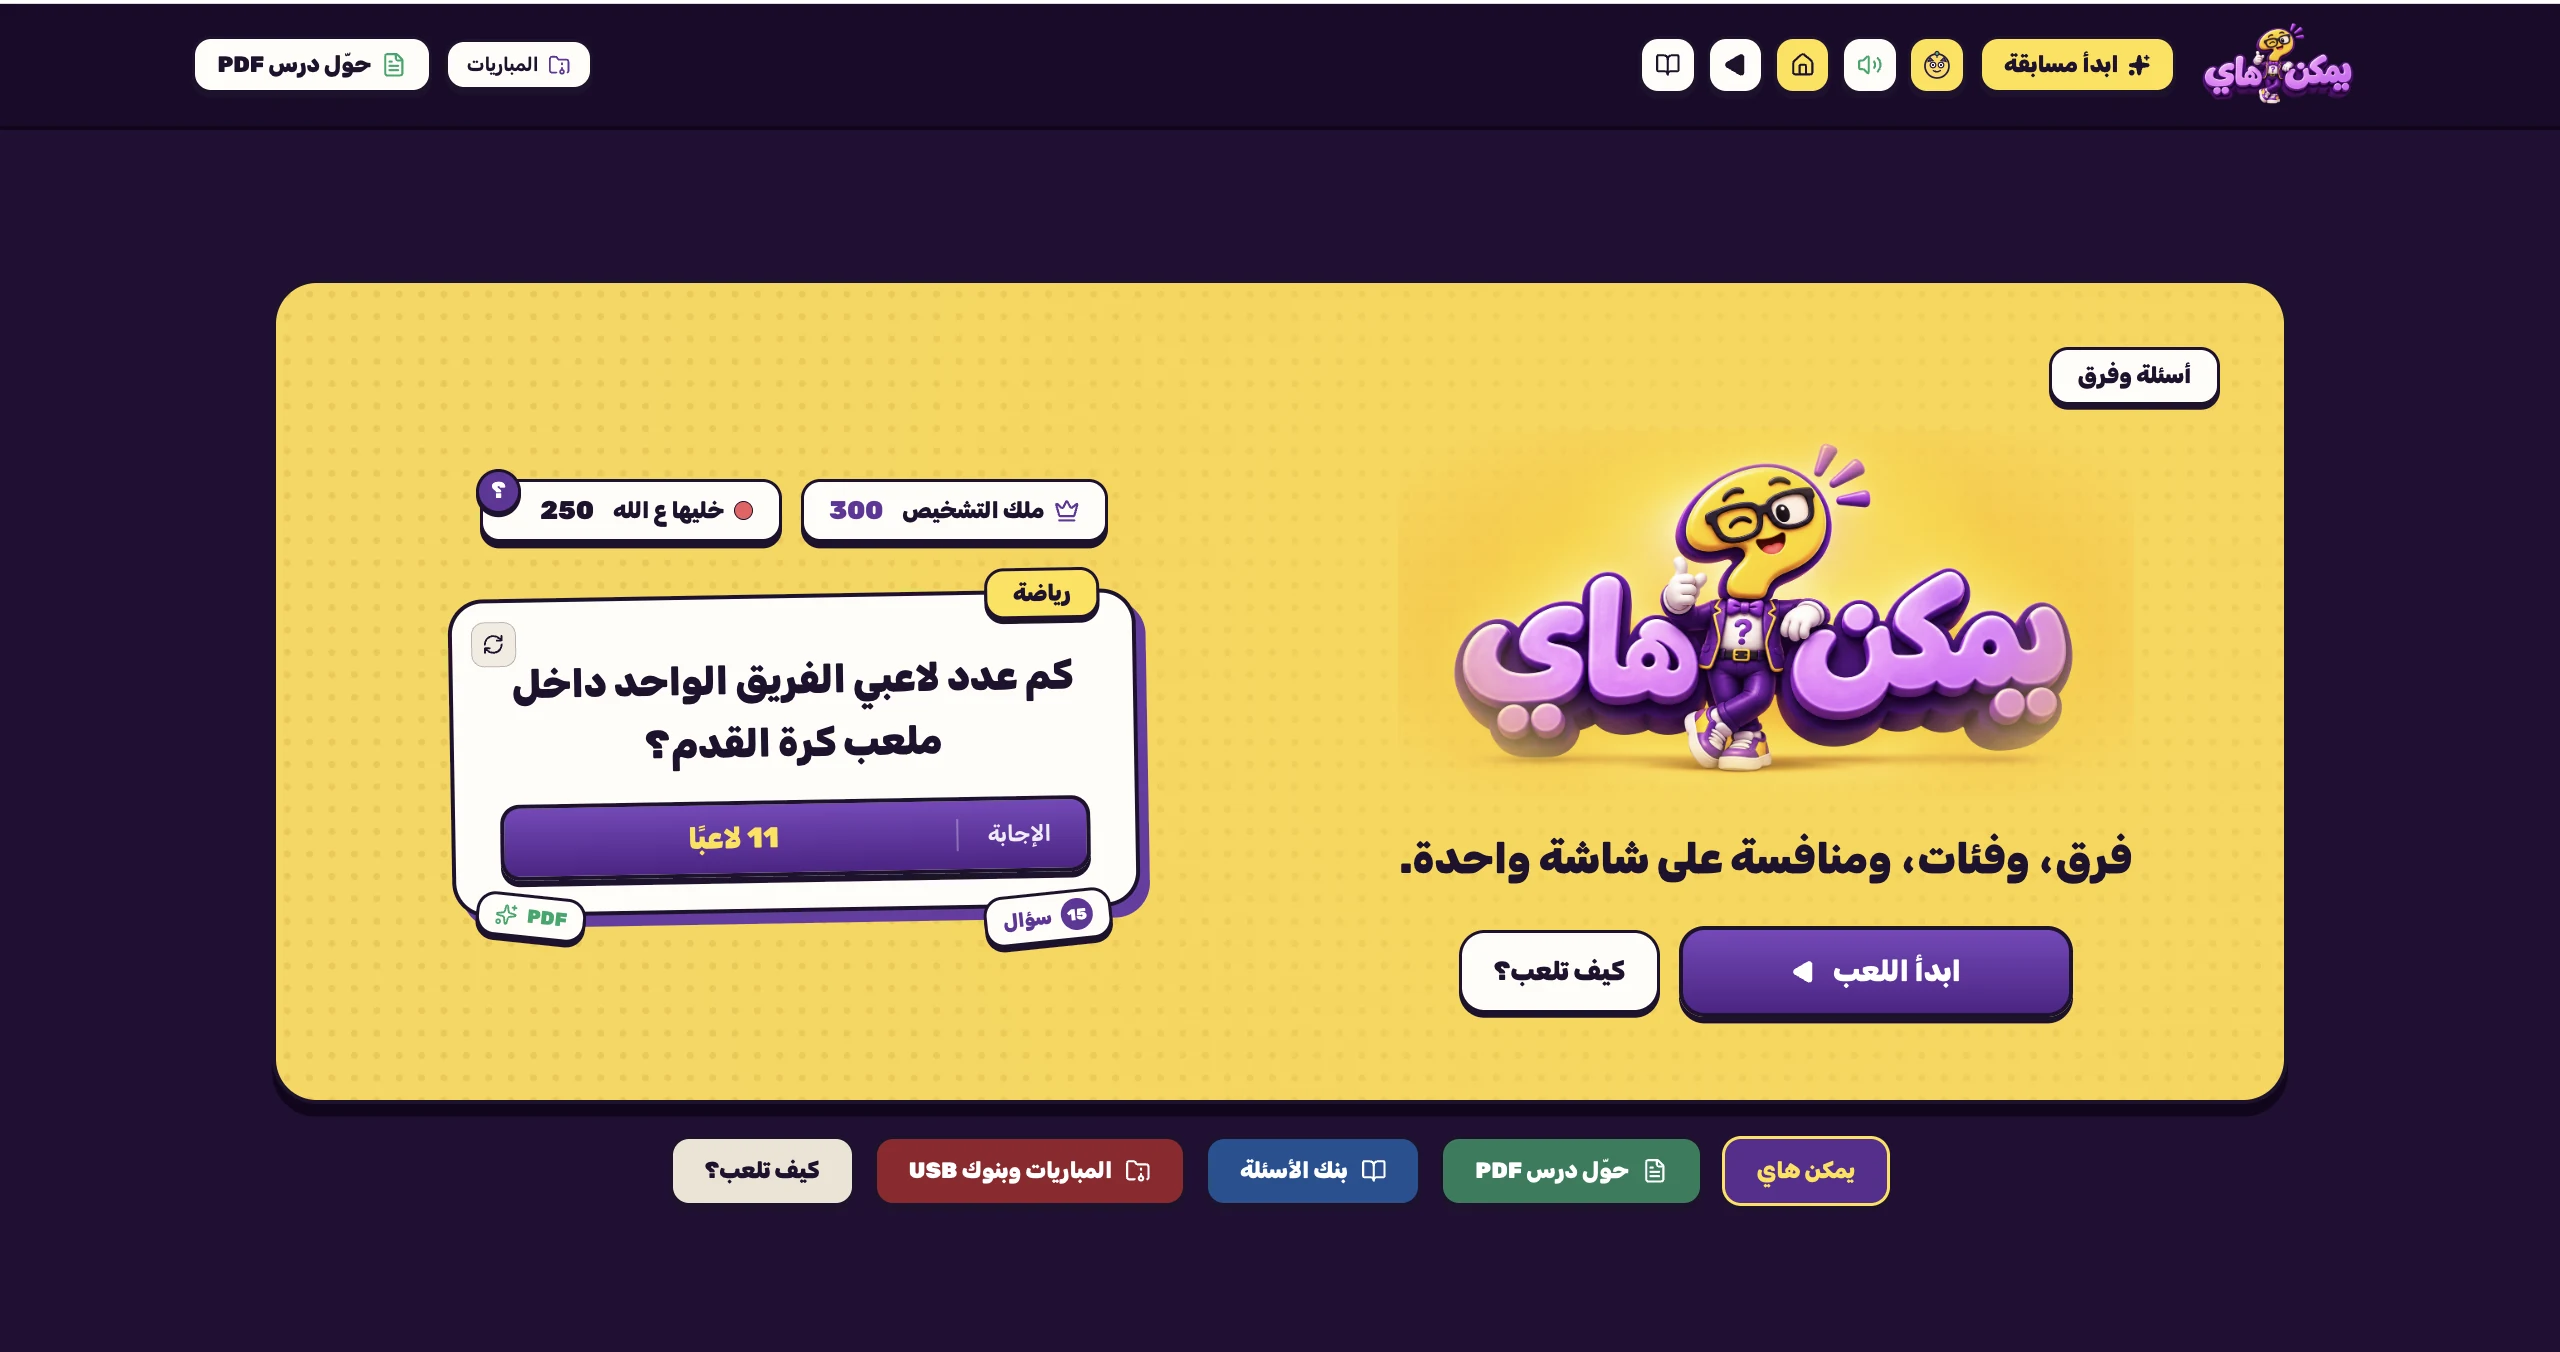 يمكن هاي
ابدأ مسابقة
المباريات
حوّل درس PDF
أسئلة وفرق
يمكن ? هاي
فرق، وفئات، ومنافسة على شاشة واحدة.
ابدأ اللعب
كيف تلعب؟
ملك التشخيص 300
خليها ع الله 250
؟
رياضة
كم عدد لاعبي الفريق الواحد داخل
ملعب كرة القدم؟
الإجابة
11 لاعبًا
15 سؤال
PDF
يمكن هاي
حوّل درس PDF
بنك الأسئلة
المباريات وبنوك USB
كيف تلعب؟